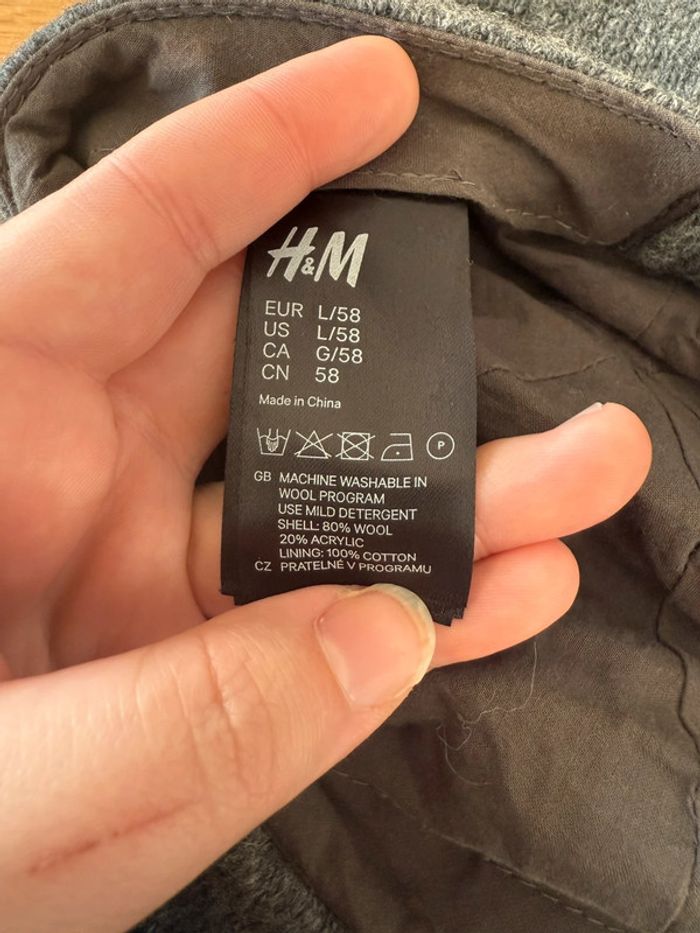 H&M
EUR L/58
US L/58
CA G/58
CN 58
Made in China
P
GB MACHINE WASHABLE IN
WOOL PROGRAM
USE MILD DETERGENT
SHELL: 80% WOOL
20% ACRYLIC
LINING: 100% COTTON
CZ PRATELNÉ V PROGRAMU